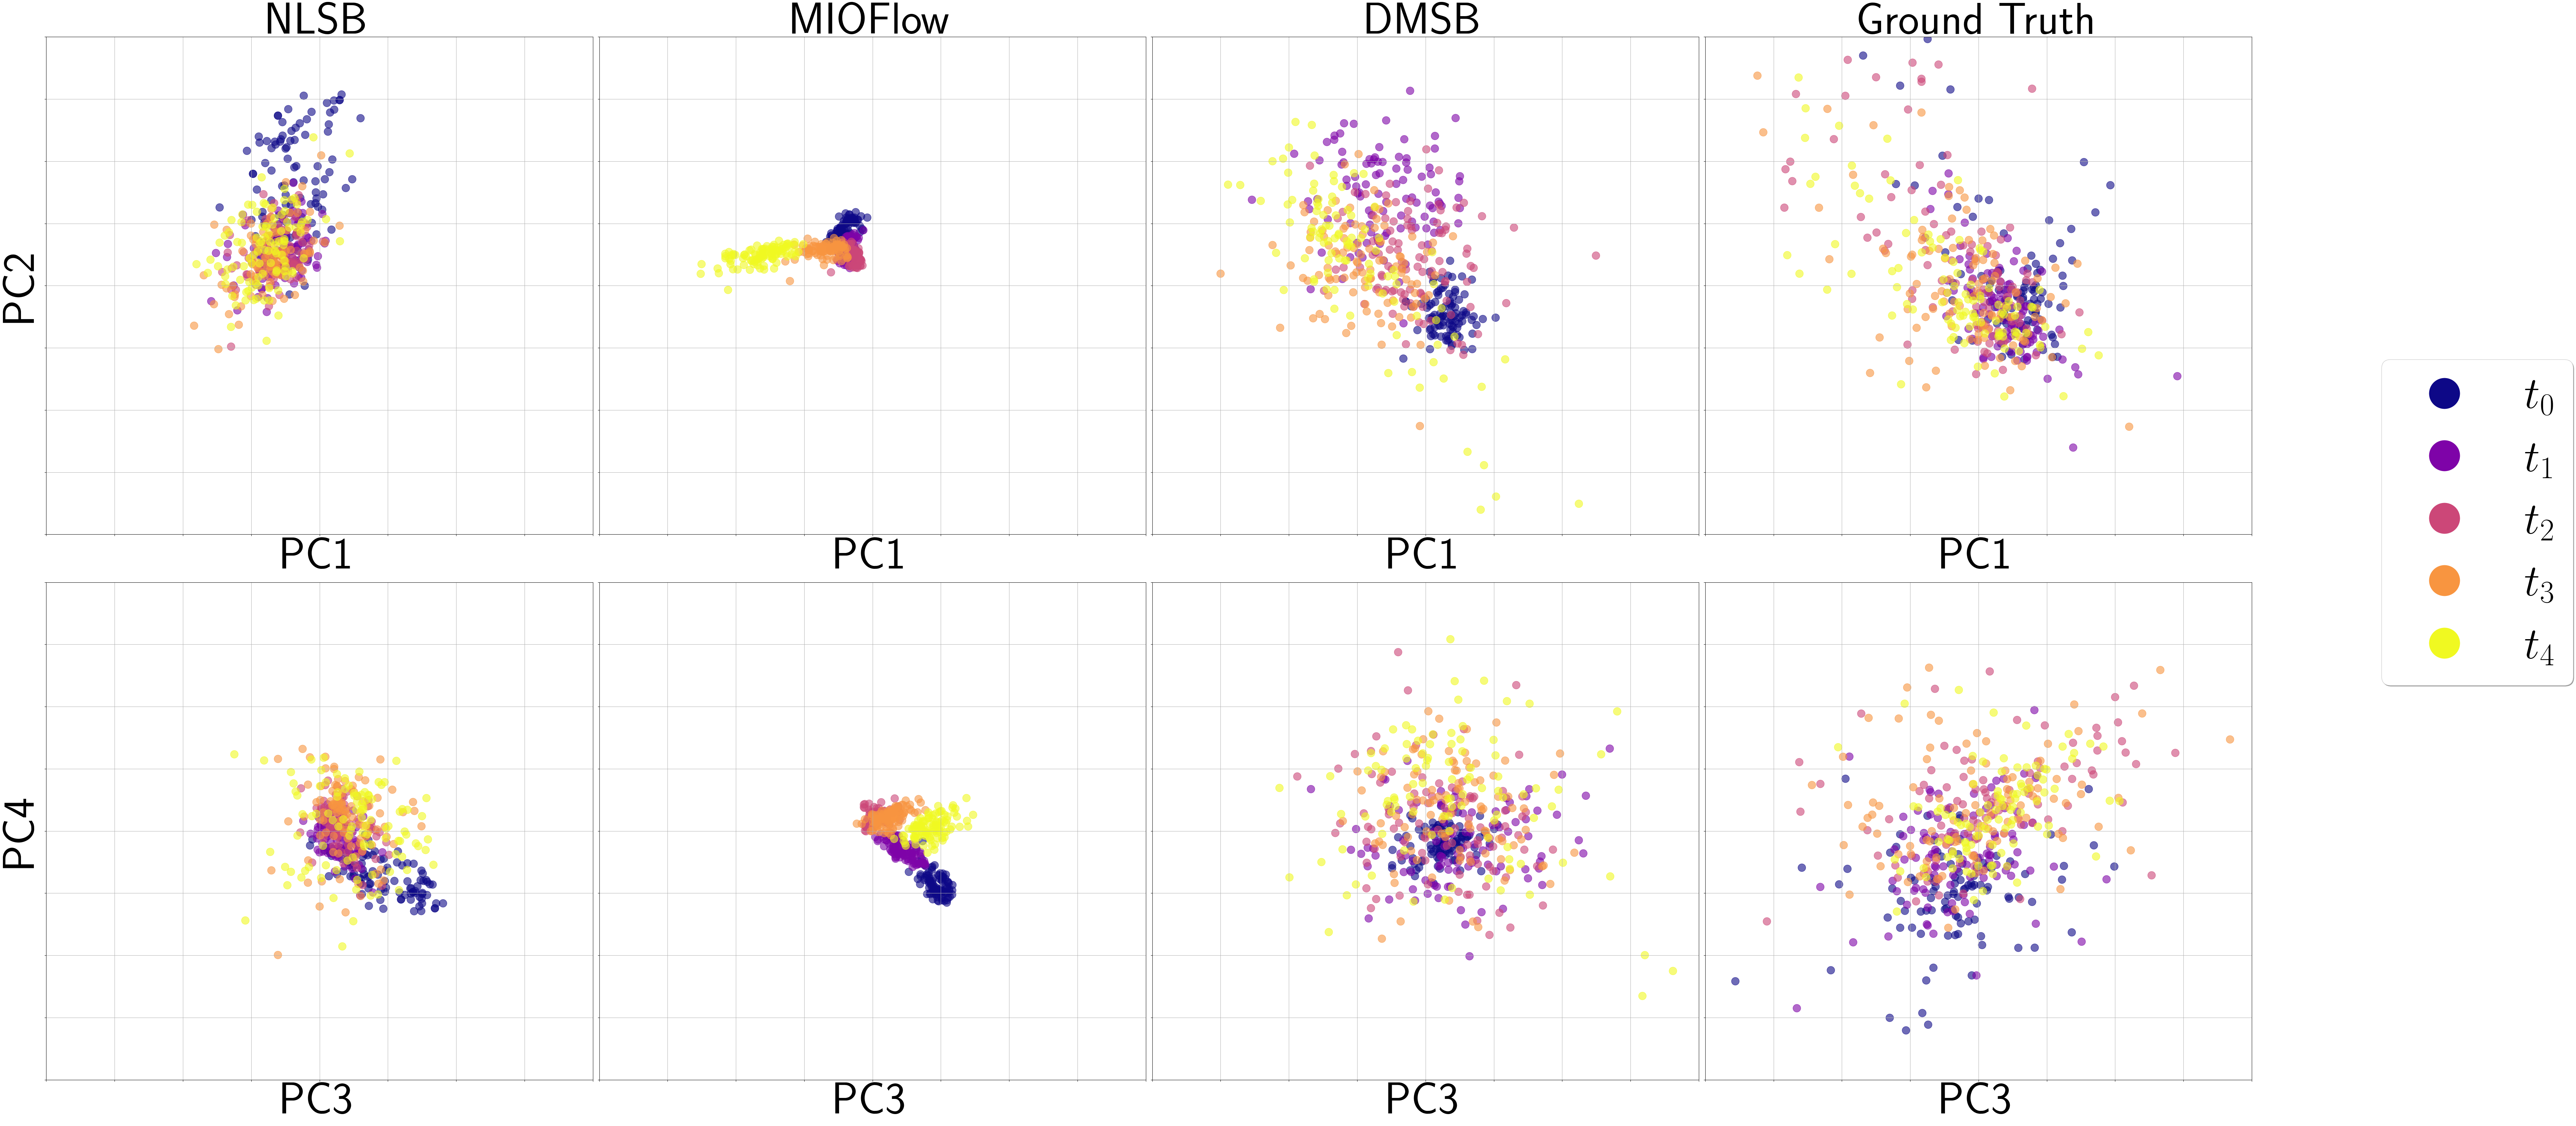 NLSB MIOFlow DMSB Ground Truth
PC2
PC1 PC1 PC1 PC1
t0
t1
t2
t3
t4
PC4
PC3 PC3 PC3 PC3